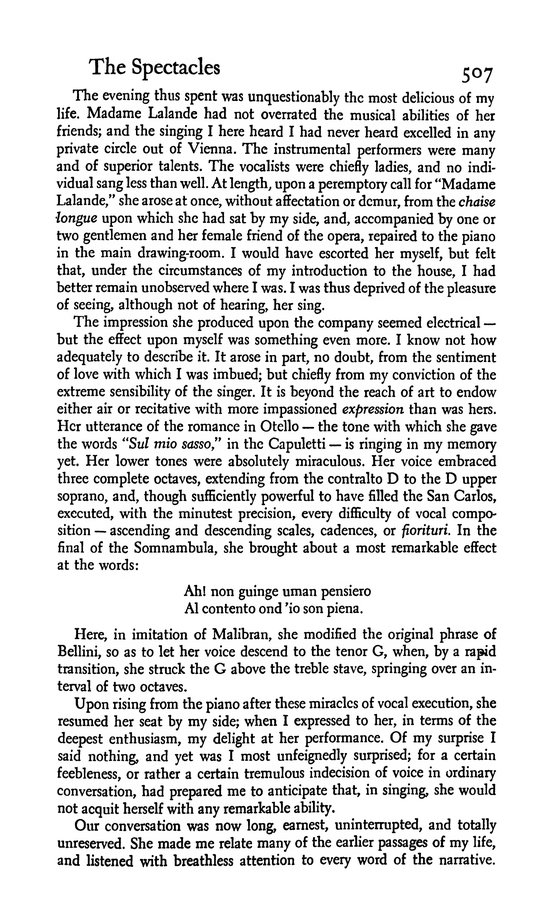 The Spectacles
507
The evening thus spent was unquestionably the most delicious of my
life. Madame Lalande had not overrated the musical abilities of her
friends; and the singing I here heard I had never heard excelled in any
private circle out of Vienna. The instrumental performers were many
and of superior talents. The vocalists were chiefly ladies, and no indi-
vidual sang less than well. At length, upon a peremptory call for “Madame
Lalande,” she arose at once, without affectation or demur, from the chaise
longue upon which she had sat by my side, and, accompanied by one or
two gentlemen and her female friend of the opera, repaired to the piano
in the main drawing-room. I would have escorted her myself, but felt
that, under the circumstances of my introduction to the house, I had
better remain unobserved where I was. I was thus deprived of the pleasure
of seeing, although not of hearing, her sing.
The impression she produced upon the company seemed electrical —
but the effect upon myself was something even more. I know not how
adequately to describe it. It arose in part, no doubt, from the sentiment
of love with which I was imbued; but chiefly from my conviction of the
extreme sensibility of the singer. It is beyond the reach of art to endow
either air or recitative with more impassioned expression than was hers.
Her utterance of the romance in Otello — the tone with which she gave
the words “Sul mio sasso,” in the Capuletti — is ringing in my memory
yet. Her lower tones were absolutely miraculous. Her voice embraced
three complete octaves, extending from the contralto D to the D upper
soprano, and, though sufficiently powerful to have filled the San Carlos,
executed, with the minutest precision, every difficulty of vocal compo-
sition — ascending and descending scales, cadences, or fiorituri. In the
final of the Somnambula, she brought about a most remarkable effect
at the words:
Ah! non guinge uman pensiero
Al contento ond 'io son piena.
Here, in imitation of Malibran, she modified the original phrase of
Bellini, so as to let her voice descend to the tenor G, when, by a rapid
transition, she struck the G above the treble stave, springing over an in-
terval of two octaves.
Upon rising from the piano after these miracles of vocal execution, she
resumed her seat by my side; when I expressed to her, in terms of the
deepest enthusiasm, my delight at her performance. Of my surprise I
said nothing, and yet was I most unfeignedly surprised; for a certain
feebleness, or rather a certain tremulous indecision of voice in ordinary
conversation, had prepared me to anticipate that, in singing, she would
not acquit herself with any remarkable ability.
Our conversation was now long, earnest, uninterrupted, and totally
unreserved. She made me relate many of the earlier passages of my life,
and listened with breathless attention to every word of the narrative.